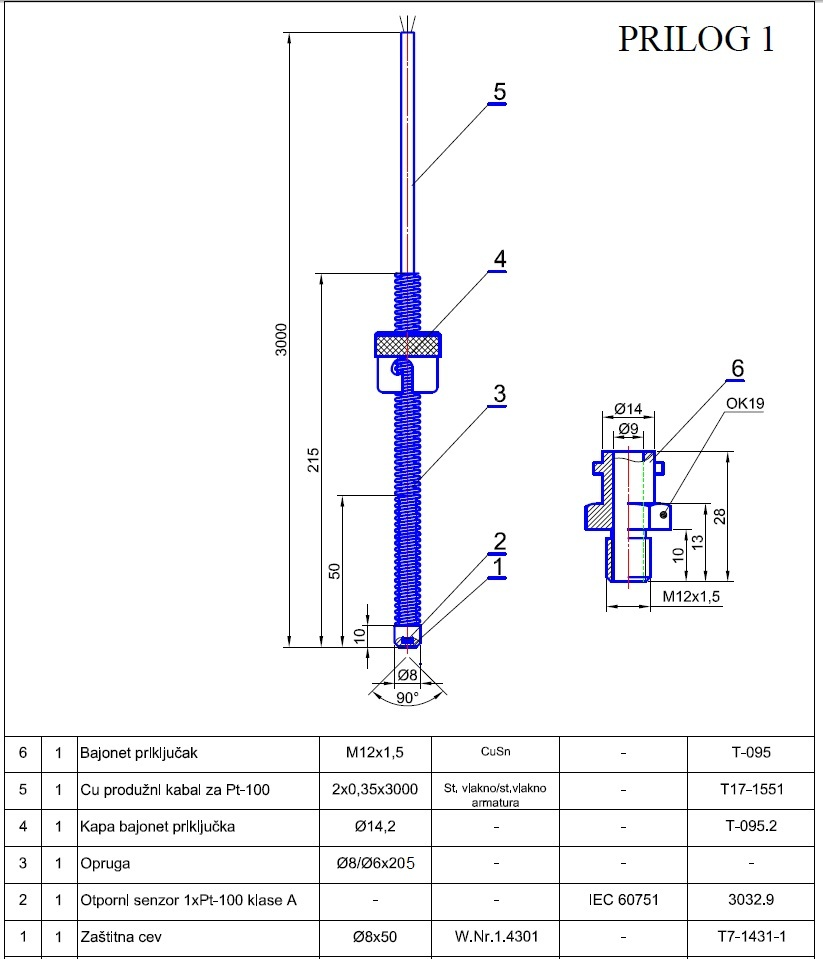 PRILOG 1
5
4
3000
6
Ø14
OK19
3
Ø9
215
28
2
13
50
10
1
M12x1,5
10
Ø8
90°
6 1 Bajonet priključak M12x1,5 CuSn - T-095
5 1 Cu produžni kabal za Pt-100 2x0,35x3000 St, vlakno/st,vlakno - T17-1551
armatura
4 1 Kapa bajonet priključka Ø14,2 - - T-095.2
3 1 Opruga Ø8/Ø6x205 - - -
2 1 Otporni senzor 1xPt-100 klase A - - IEC 60751 3032.9
1 1 Zaštitna cev Ø8x50 W.Nr.1.4301 - T7-1431-1